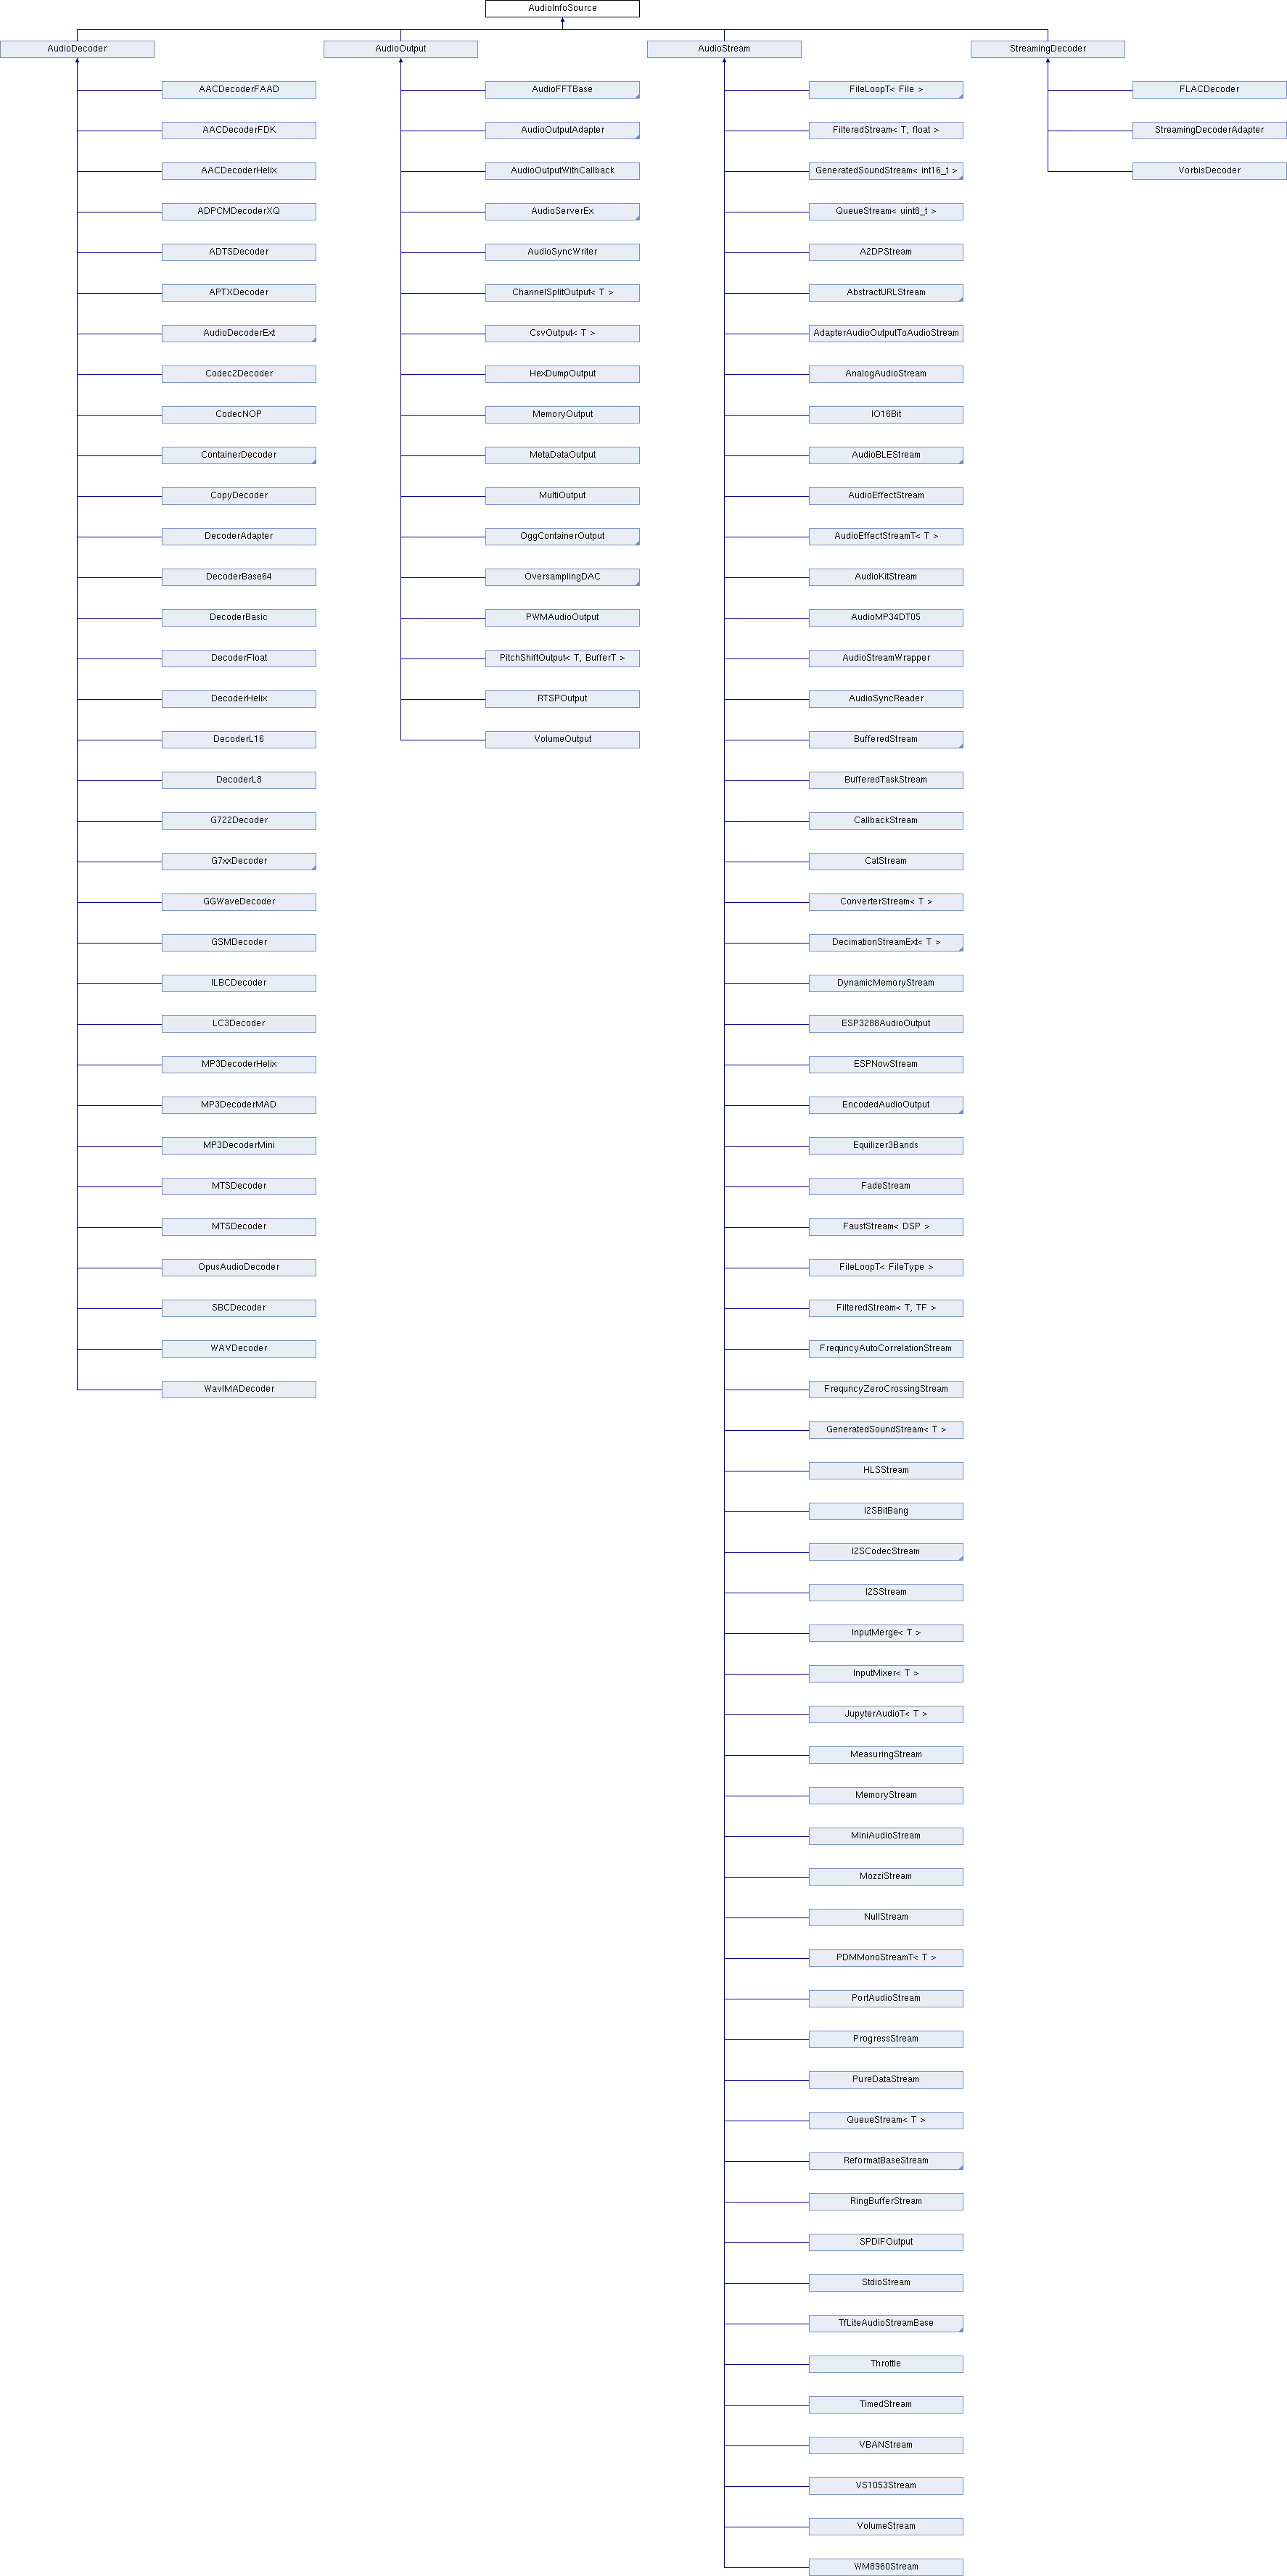 AudioInfoSource
AudioDecoder
AudioOutput
AudioStream
StreamingDecoder
AACDecoderFAAD
AACDecoderFDK
AACDecoderHelix
ADPCMDecoderXQ
ADTSDecoder
APTXDecoder
AudioDecoderExt
Codec2Decoder
CodecNOP
ContainerDecoder
CopyDecoder
DecoderAdapter
DecoderBase64
DecoderBasic
DecoderFloat
DecoderHelix
DecoderL16
DecoderL8
G722Decoder
G7xxDecoder
GGWaveDecoder
GSMDecoder
ILBCDecoder
LC3Decoder
MP3DecoderHelix
MP3DecoderMAD
MP3DecoderMini
MTSDecoder
MTSDecoder
OpusAudioDecoder
SBCDecoder
WAVDecoder
WavIMADecoder
AudioFFTBase
AudioOutputAdapter
AudioOutputWithCallback
AudioServerEx
AudioSyncWriter
ChannelSplitOutput< T >
CsvOutput< T >
HexDumpOutput
MemoryOutput
MetaDataOutput
MultiOutput
OggContainerOutput
OversamplingDAC
PWMAudioOutput
PitchShiftOutput< T, BufferT >
RTSPOutput
VolumeOutput
FileLoopT< File >
FilteredStream< T, float >
GeneratedSoundStream< int16_t >
QueueStream< uint8_t >
A2DPStream
AbstractURLStream
AdapterAudioOutputToAudioStream
AnalogAudioStream
IO16Bit
AudioBLEStream
AudioEffectStream
AudioEffectStreamT< T >
AudioKitStream
AudioMP34DT05
AudioStreamWrapper
AudioSyncReader
BufferedStream
BufferedTaskStream
CallbackStream
CatStream
ConverterStream< T >
DecimationStreamExt< T >
DynamicMemoryStream
ESP3288AudioOutput
ESPNowStream
EncodedAudioOutput
Equilizer3Bands
FadeStream
FaustStream< DSP >
FileLoopT< FileType >
FilteredStream< T, TF >
FrequncyAutoCorrelationStream
FrequncyZeroCrossingStream
GeneratedSoundStream< T >
HLSStream
I2SBitBang
I2SCodecStream
I2SStream
InputMerge< T >
InputMixer< T >
JupyterAudioT< T >
MeasuringStream
MemoryStream
MiniAudioStream
MozziStream
NullStream
PDMMonoStreamT< T >
PortAudioStream
ProgressStream
PureDataStream
QueueStream< T >
ReformatBaseStream
RingBufferStream
SPDIFOutput
StdioStream
TfLiteAudioStreamBase
Throttle
TimedStream
VBANStream
VS1053Stream
VolumeStream
WM8960Stream
FLACDecoder
StreamingDecoderAdapter
VorbisDecoder